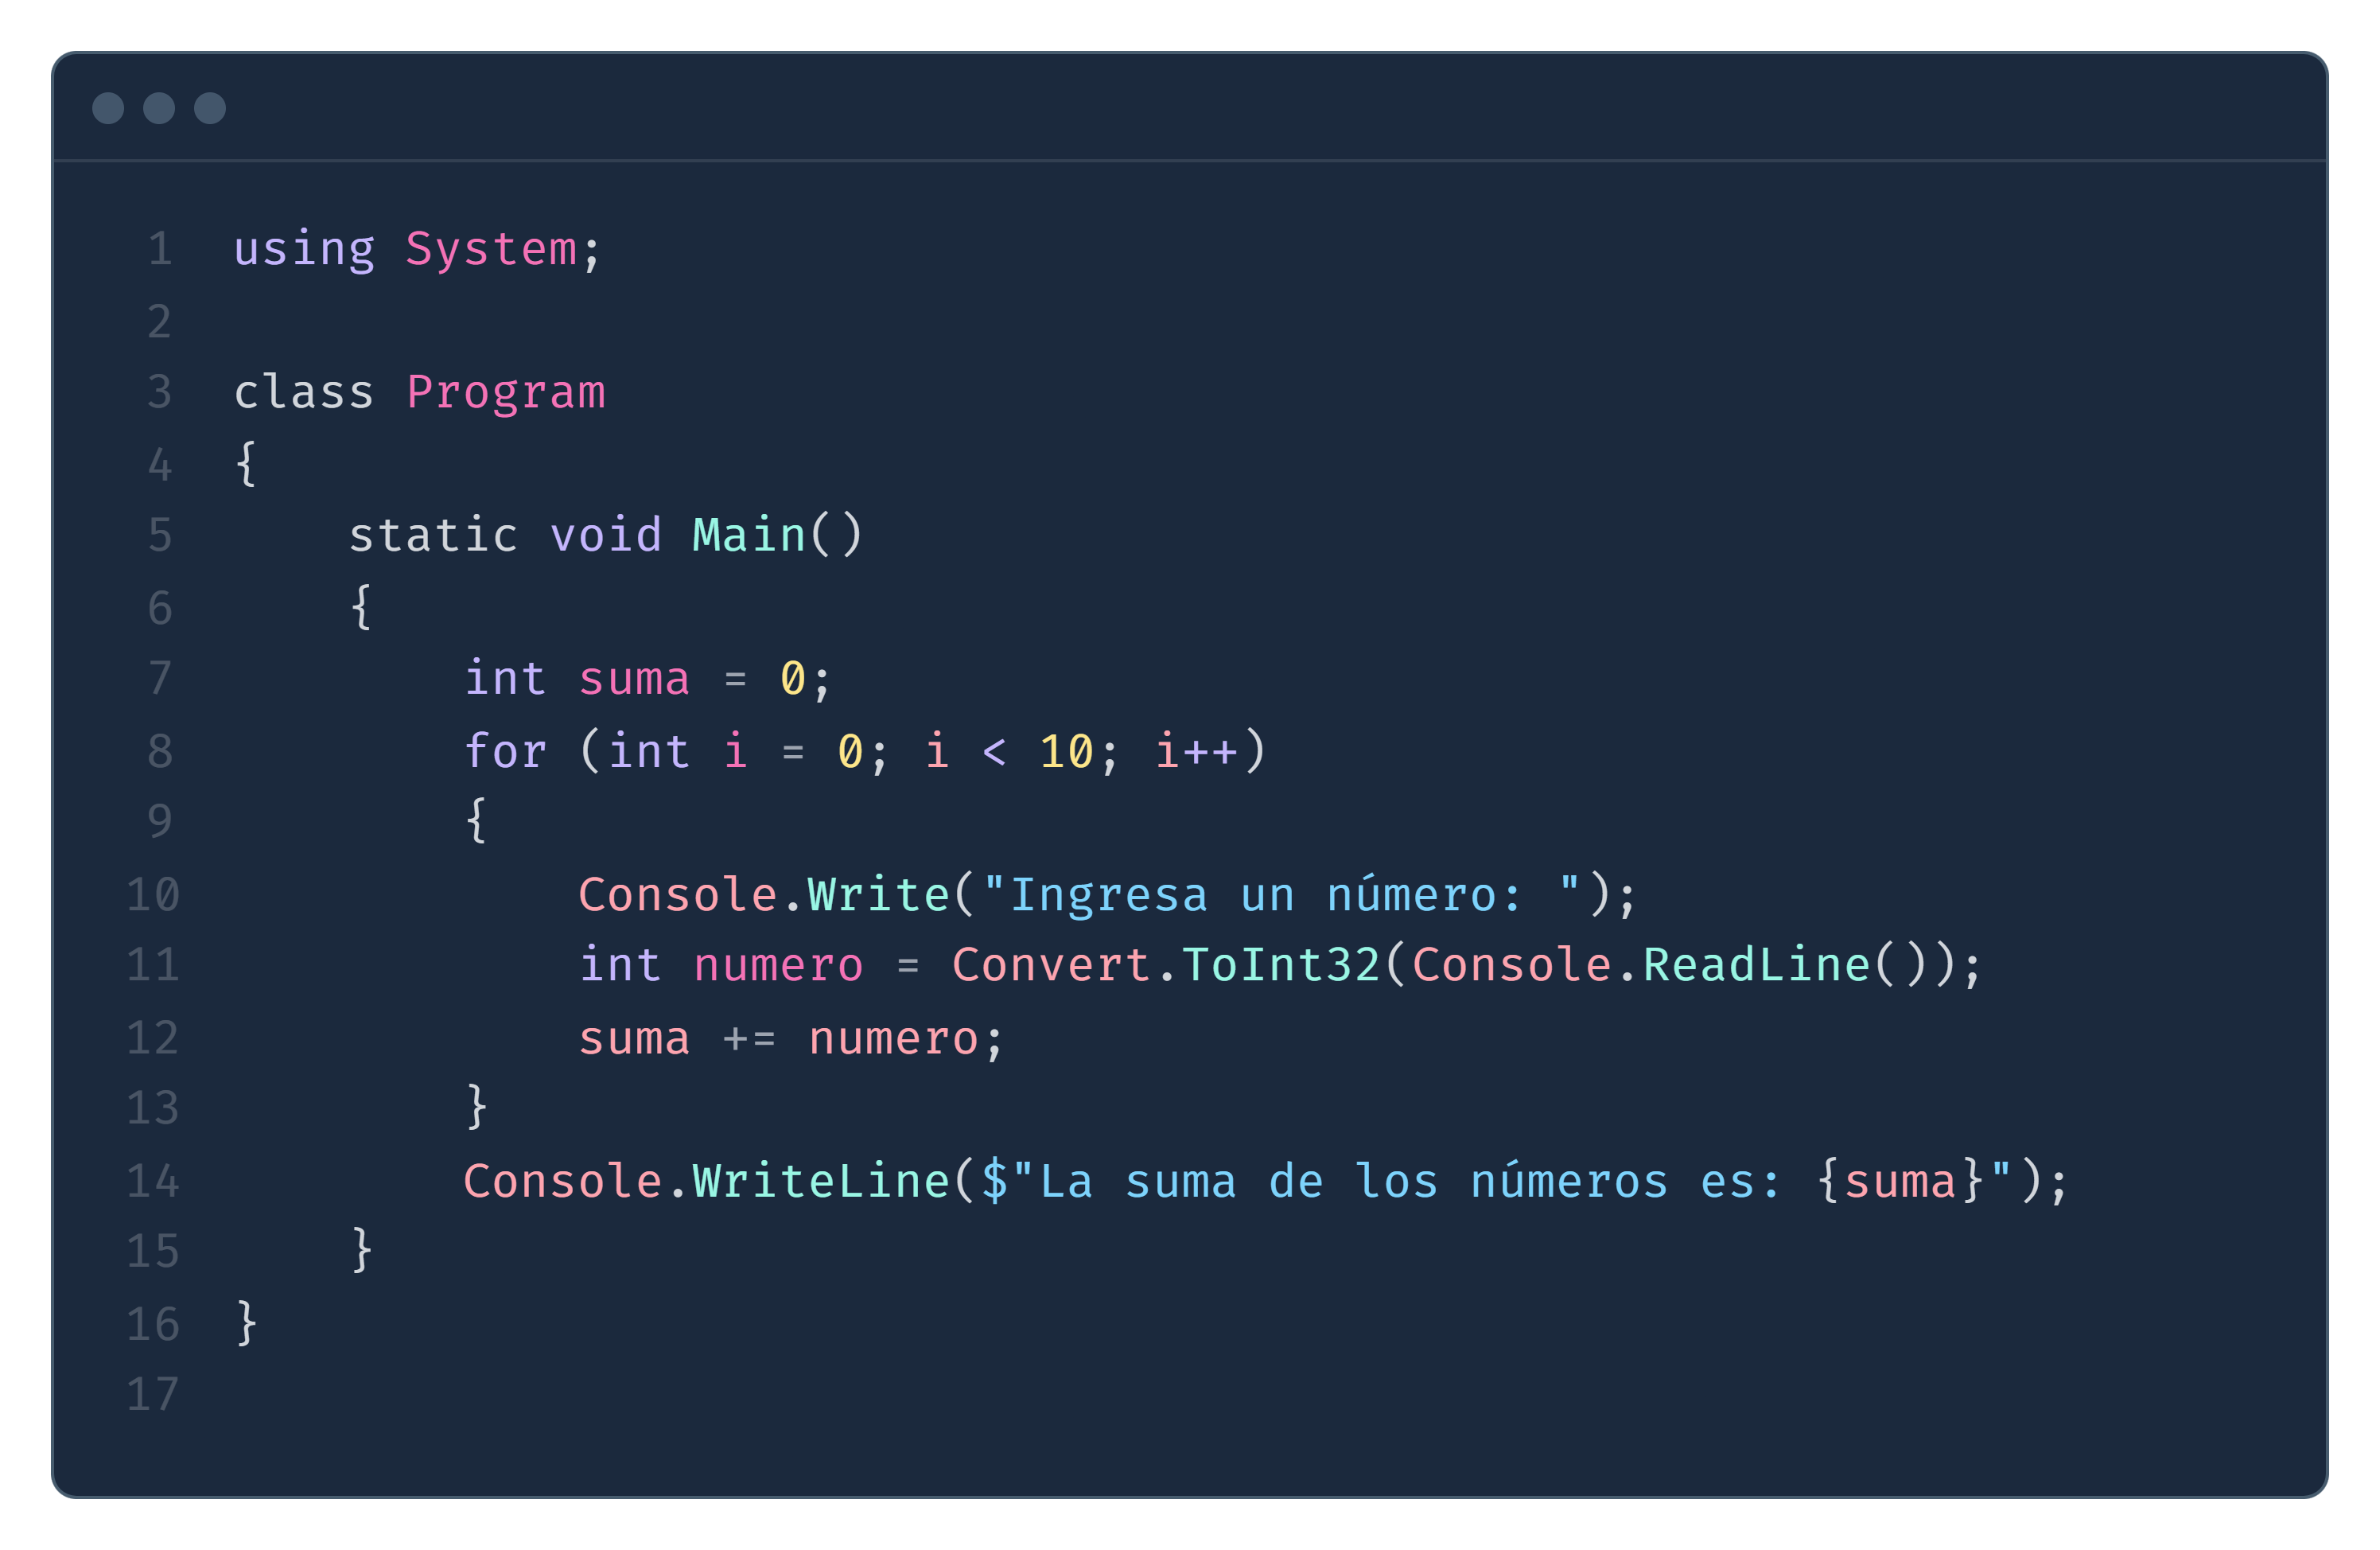 1 using System;
2
3 class Program
4 {
5     static void Main()
6     {
7         int suma = 0;
8         for (int i = 0; i < 10; i++)
9         {
10             Console.Write("Ingresa un número: ");
11             int numero = Convert.ToInt32(Console.ReadLine());
12             suma += numero;
13         }
14         Console.WriteLine($"La suma de los números es: {suma}");
15     }
16 }
17